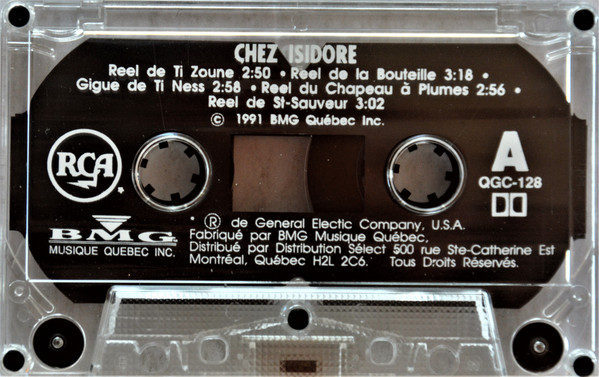 CHEZ ISIDORE
Reel de Ti Zoune 2:50 • Reel de la Bouteille 3:18 •
Gigue de Ti Ness 2:58 • Reel du Chapeau à Plumes 2:56 •
Reel de St-Sauveur 3:02
© 1991 BMG Québec Inc.
RCA
A
QGC-128
BMG
MUSIQUE QUEBEC INC.
* ® de General Electic Company, U.S.A.
Fabriqué par BMG Musique Québec,
Distribué par Distribution Sélect 500 rue Ste-Catherine Est
Montréal, Québec H2L 2C6. Tous Droits Réservés.